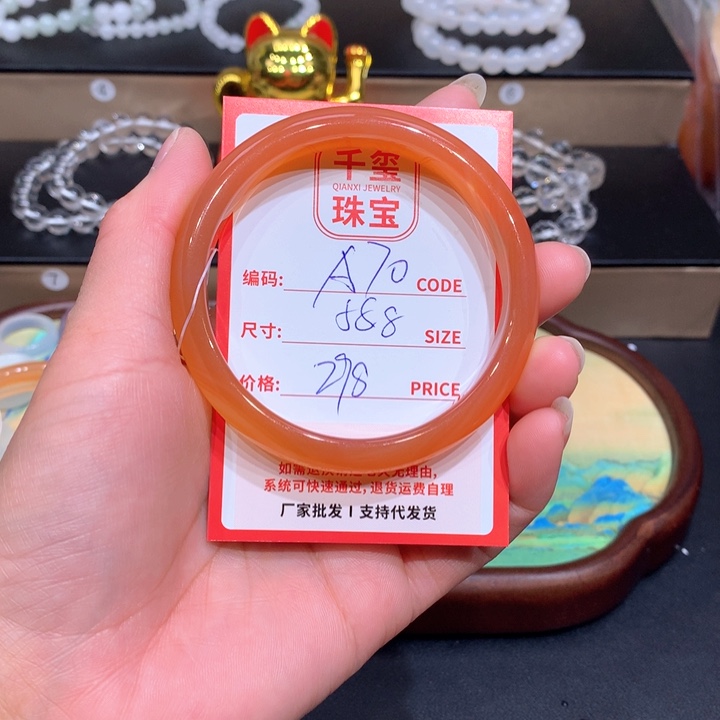 千玺
QIANXI JEWELRY
珠宝
编码: A70 CODE
尺寸: 588 SIZE
价格: 298 PRICE
系统可快速通过, 退货运费自理
厂家批发 I 支持代发货